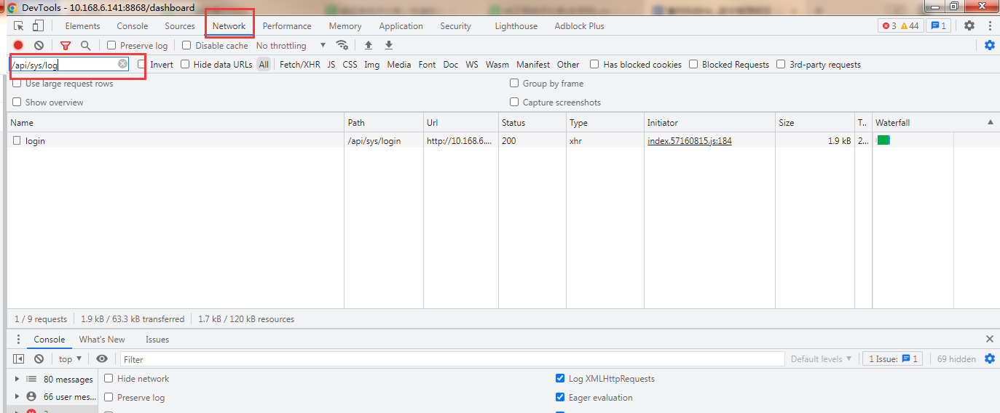 DevTools - 10.168.6.141:8868/dashboard
Elements Console Sources Network Performance Memory Application Security Lighthouse Adblock Plus 3 44 1
Preserve log Disable cache No throttling
/api/sys/log Invert Hide data URLs All Fetch/XHR JS CSS Img Media Font Doc WS Wasm Manifest Other Has blocked cookies Blocked Requests 3rd-party requests
Use large request rows Group by frame
Show overview Capture screenshots
Name Path Url Status Type Initiator Size T.. Waterfall
login /api/sys/login http://10.168.6.... 200 xhr index.57160815.js:184 1.9 kB 2...
1 / 9 requests 1.9 kB / 63.3 kB transferred 1.7 kB / 120 kB resources
Console What's New Issues
top Filter Default levels 1 Issue: 1 69 hidden
80 messages Hide network Log XMLHttpRequests
66 user mes... Preserve log Eager evaluation